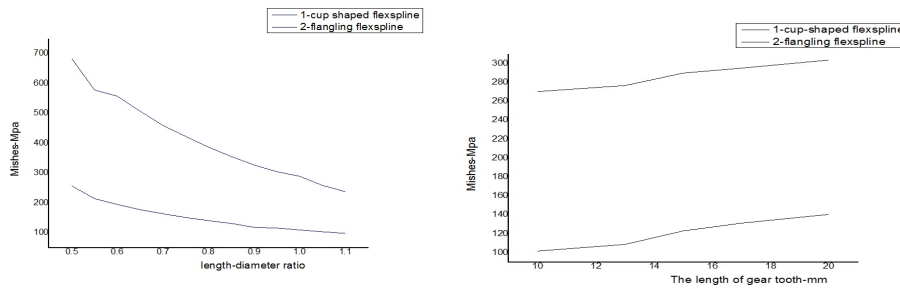 1-cup shaped flexspline
2-flangling flexspline
700
600
500
400
300
200
100
Mishes-Mpa
0.5 0.6 0.7 0.8 0.9 1.0 1.1
length-diameter ratio
1-cup-shaped flexspline
2-flangling flexspline
300
280
260
240
220
200
180
160
140
120
100
Mishes-Mpa
10 12 14 16 18 20
The length of gear tooth-mm